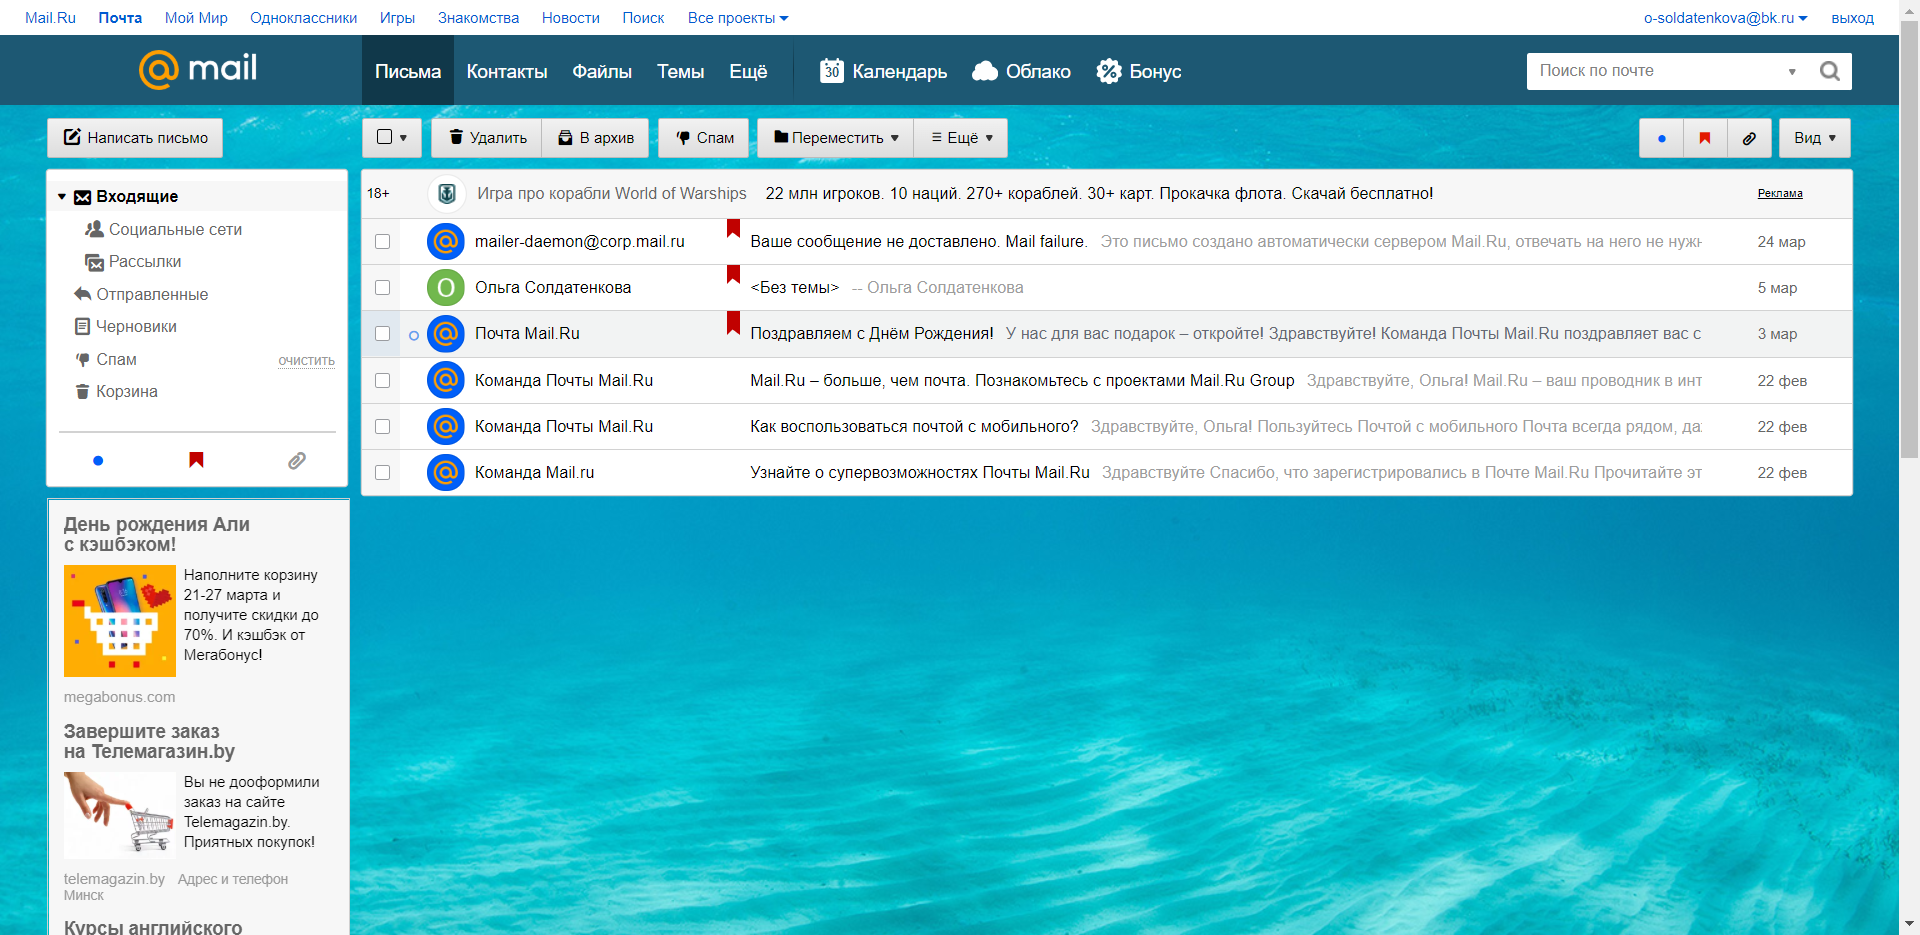 Mail.Ru Почта Мой Мир Одноклассники Игры Знакомства Новости Поиск Все проекты o-soldatenkova@bk.ru выход
@mail Письма Контакты Файлы Темы Ещё 30 Календарь Облако % Бонус Поиск по почте
Написать письмо Удалить В архив Спам Переместить Ещё Вид
Входящие
Социальные сети
Рассылки
Отправленные
Черновики
Спам очистить
Корзина
18+ Игра про корабли World of Warships 22 млн игроков. 10 наций. 270+ кораблей. 30+ карт. Прокачка флота. Скачай бесплатно! Реклама
@ mailer-daemon@corp.mail.ru Ваше сообщение не доставлено. Mail failure. Это письмо создано автоматически сервером Mail.Ru, отвечать на него не нужн 24 мар
О Ольга Солдатенкова <Без темы> -- Ольга Солдатенкова 5 мар
@ Почта Mail.Ru Поздравляем с Днём Рождения! У нас для вас подарок – откройте! Здравствуйте! Команда Почты Mail.Ru поздравляет вас с 3 мар
@ Команда Почты Mail.Ru Mail.Ru – больше, чем почта. Познакомьтесь с проектами Mail.Ru Group Здравствуйте, Ольга! Mail.Ru – ваш проводник в инт 22 фев
@ Команда Почты Mail.Ru Как воспользоваться почтой с мобильного? Здравствуйте, Ольга! Пользуйтесь Почтой с мобильного Почта всегда рядом, да 22 фев
@ Команда Mail.ru Узнайте о супервозможностях Почты Mail.Ru Здравствуйте Спасибо, что зарегистрировались в Почте Mail.Ru Прочитайте эт 22 фев
День рождения Али
с кэшбэком!
Наполните корзину
21-27 марта и
получите скидки до
70%. И кэшбэк от
Мегабонус!
megabonus.com
Завершите заказ
на Телемагазин.by
Вы не дооформили
заказ на сайте
Telemagazin.by.
Приятных покупок!
telemagazin.by Адрес и телефон
Минск
Курсы английского